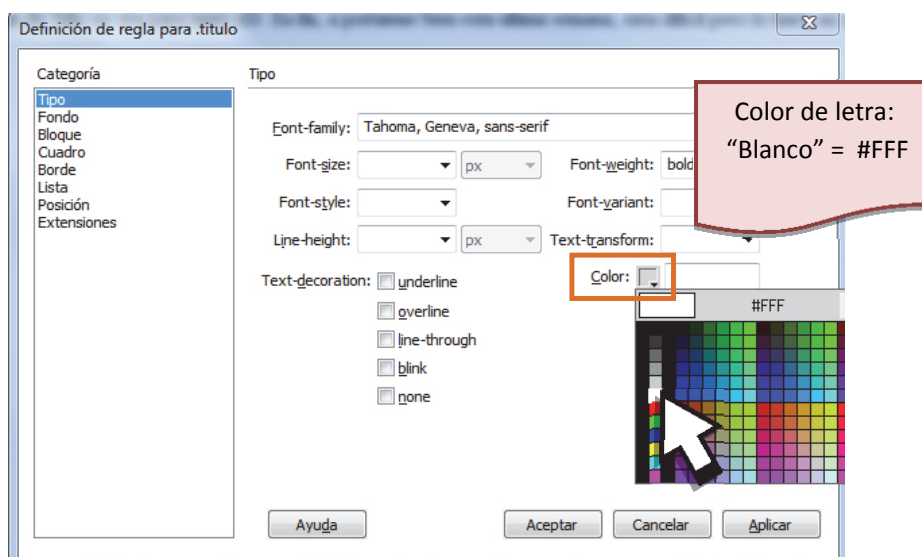 Definición de regla para .titulo
Categoría
Tipo
Fondo
Bloque
Cuadro
Borde
Lista
Posición
Extensiones
Tipo
Font-family: Tahoma, Geneva, sans-serif
Font-size: px Font-weight: bold
Font-style: Font-variant:
Line-height: px Text-transform:
Text-decoration: underline Color:
overline
line-through
blink
none
#FFF
Color de letra:
“Blanco” = #FFF
Ayuda Aceptar Cancelar Aplicar